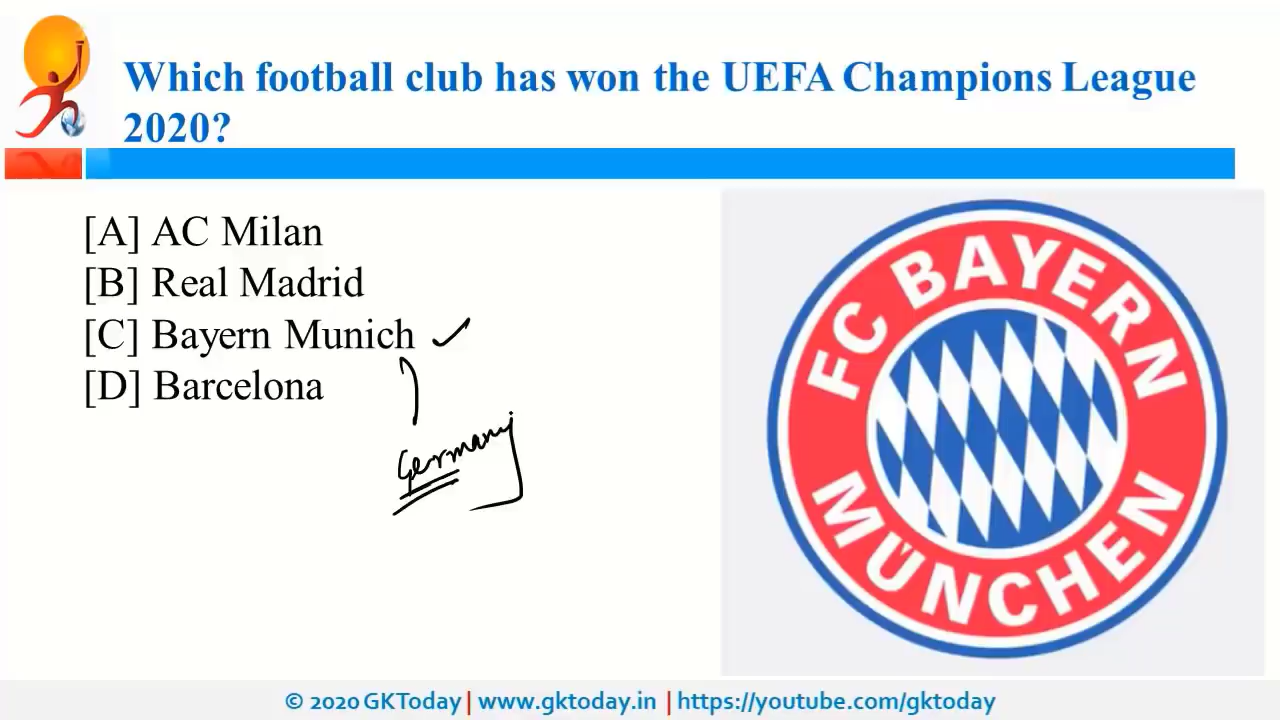 Which football club has won the UEFA Champions League
2020?
[A] AC Milan
[B] Real Madrid
[C] Bayern Munich
[D] Barcelona
Germany
FC BAYERN
MÜNCHEN
© 2020 GKToday | www.gktoday.in | https://youtube.com/gktoday